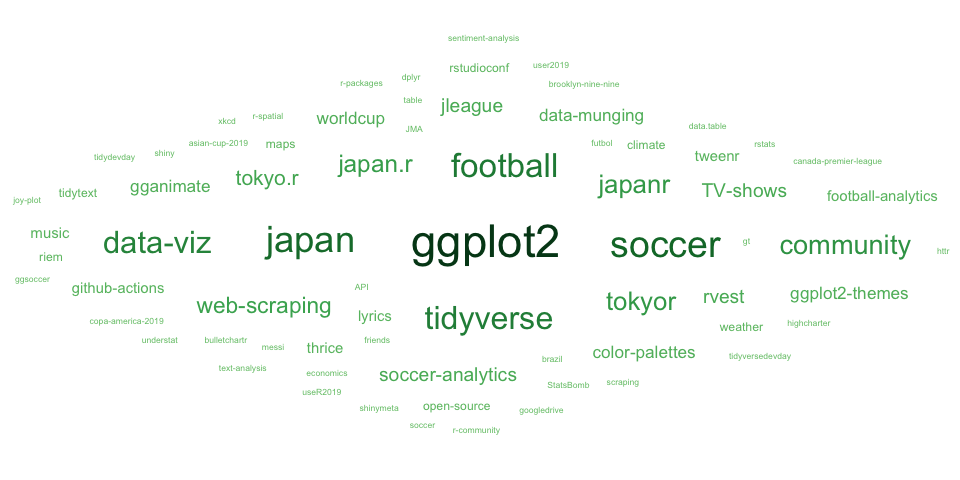 sentiment-analysis
rstudioconf
user2019
r-packages
dplyr
brooklyn-nine-nine
table
jleague
xkcd
r-spatial
worldcup
data-munging
JMA
data.table
asian-cup-2019
maps
futbol
climate
rstats
tidydevday
shiny
japan.r
football
tweenr
canada-premier-league
tidytext
gganimate
tokyo.r
japanr
TV-shows
football-analytics
joy-plot
music
data-viz
japan
ggplot2
soccer
gt
community
httr
riem
ggsoccer
github-actions
API
web-scraping
tokyor
rvest
ggplot2-themes
copa-america-2019
lyrics
tidyverse
weather
highcharter
understat
bulletchartr
messi
thrice
friends
brazil
color-palettes
tidyversedevday
text-analysis
economics
soccer-analytics
StatsBomb
scraping
useR2019
shinymeta
open-source
googledrive
soccer
r-community